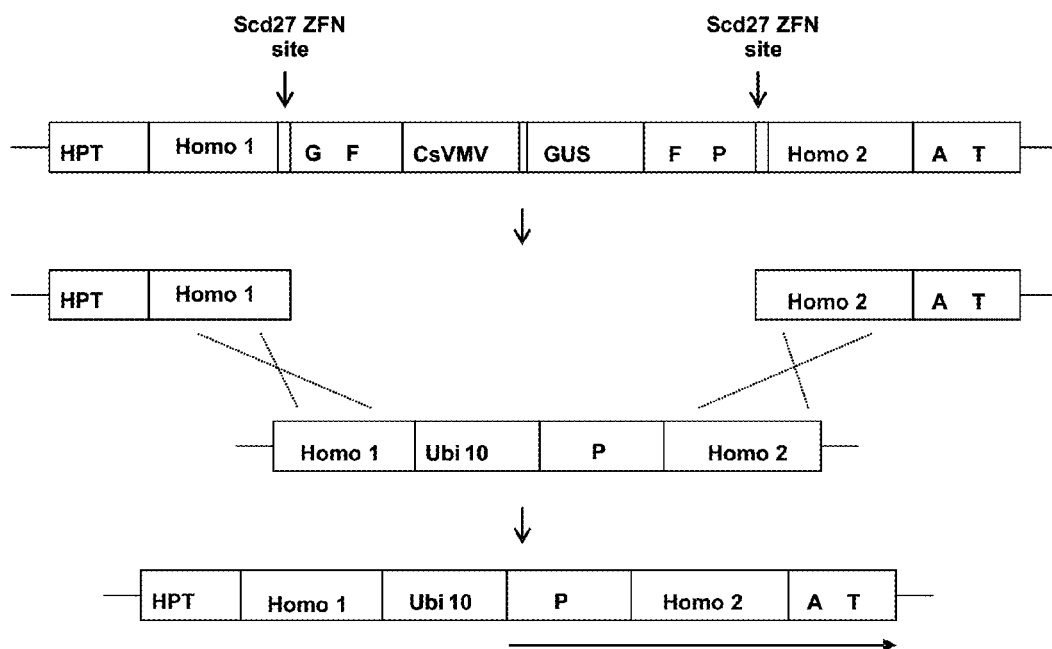 Scd27 ZFN site
Scd27 ZFN site
HPT Homo 1 G F CsVMV GUS F P Homo 2 A T
HPT Homo 1
Homo 2 A T
Homo 1 Ubi 10 P Homo 2
HPT Homo 1 Ubi 10 P Homo 2 A T